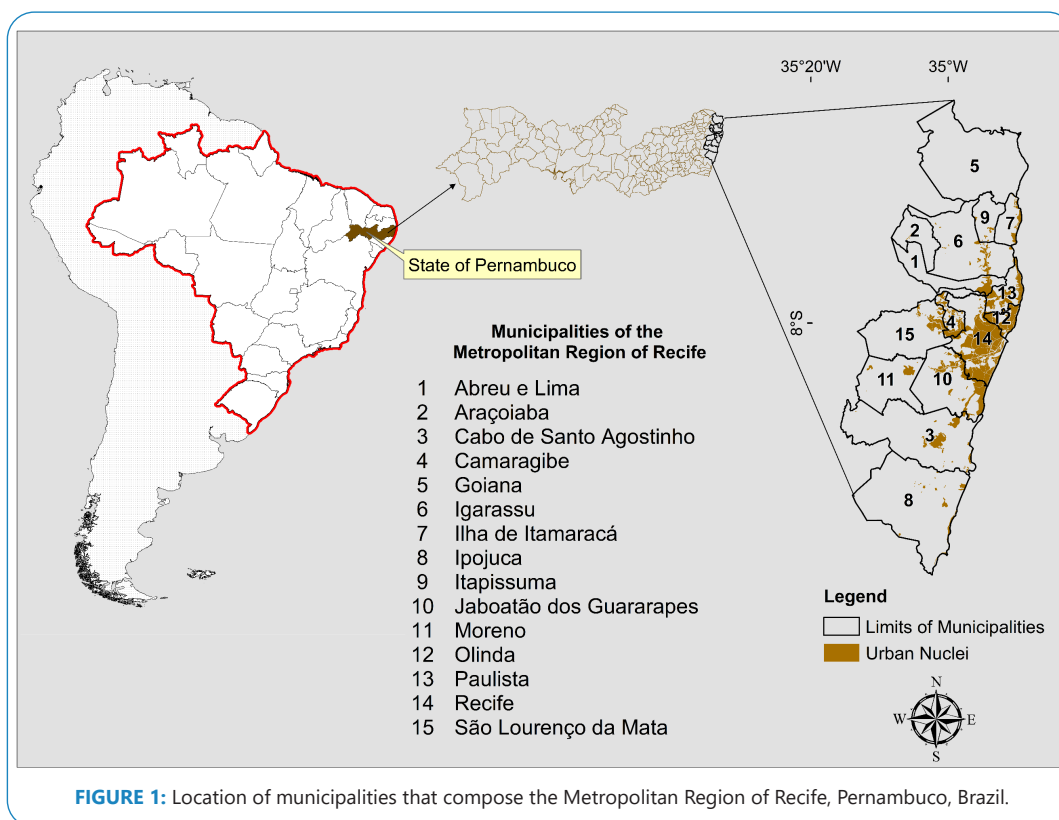 35°20'W
35°W
8°S
State of Pernambuco
Municipalities of the
Metropolitan Region of Recife
1 Abreu e Lima
2 Araçoiaba
3 Cabo de Santo Agostinho
4 Camaragibe
5 Goiana
6 Igarassu
7 Ilha de Itamaracá
8 Ipojuca
9 Itapissuma
10 Jaboatão dos Guararapes
11 Moreno
12 Olinda
13 Paulista
14 Recife
15 São Lourenço da Mata
5
9
7
2
6
1
13
12
4
15
14
11
10
3
8
Legend
Limits of Municipalities
Urban Nuclei
N
W E
S
FIGURE 1: Location of municipalities that compose the Metropolitan Region of Recife, Pernambuco, Brazil.